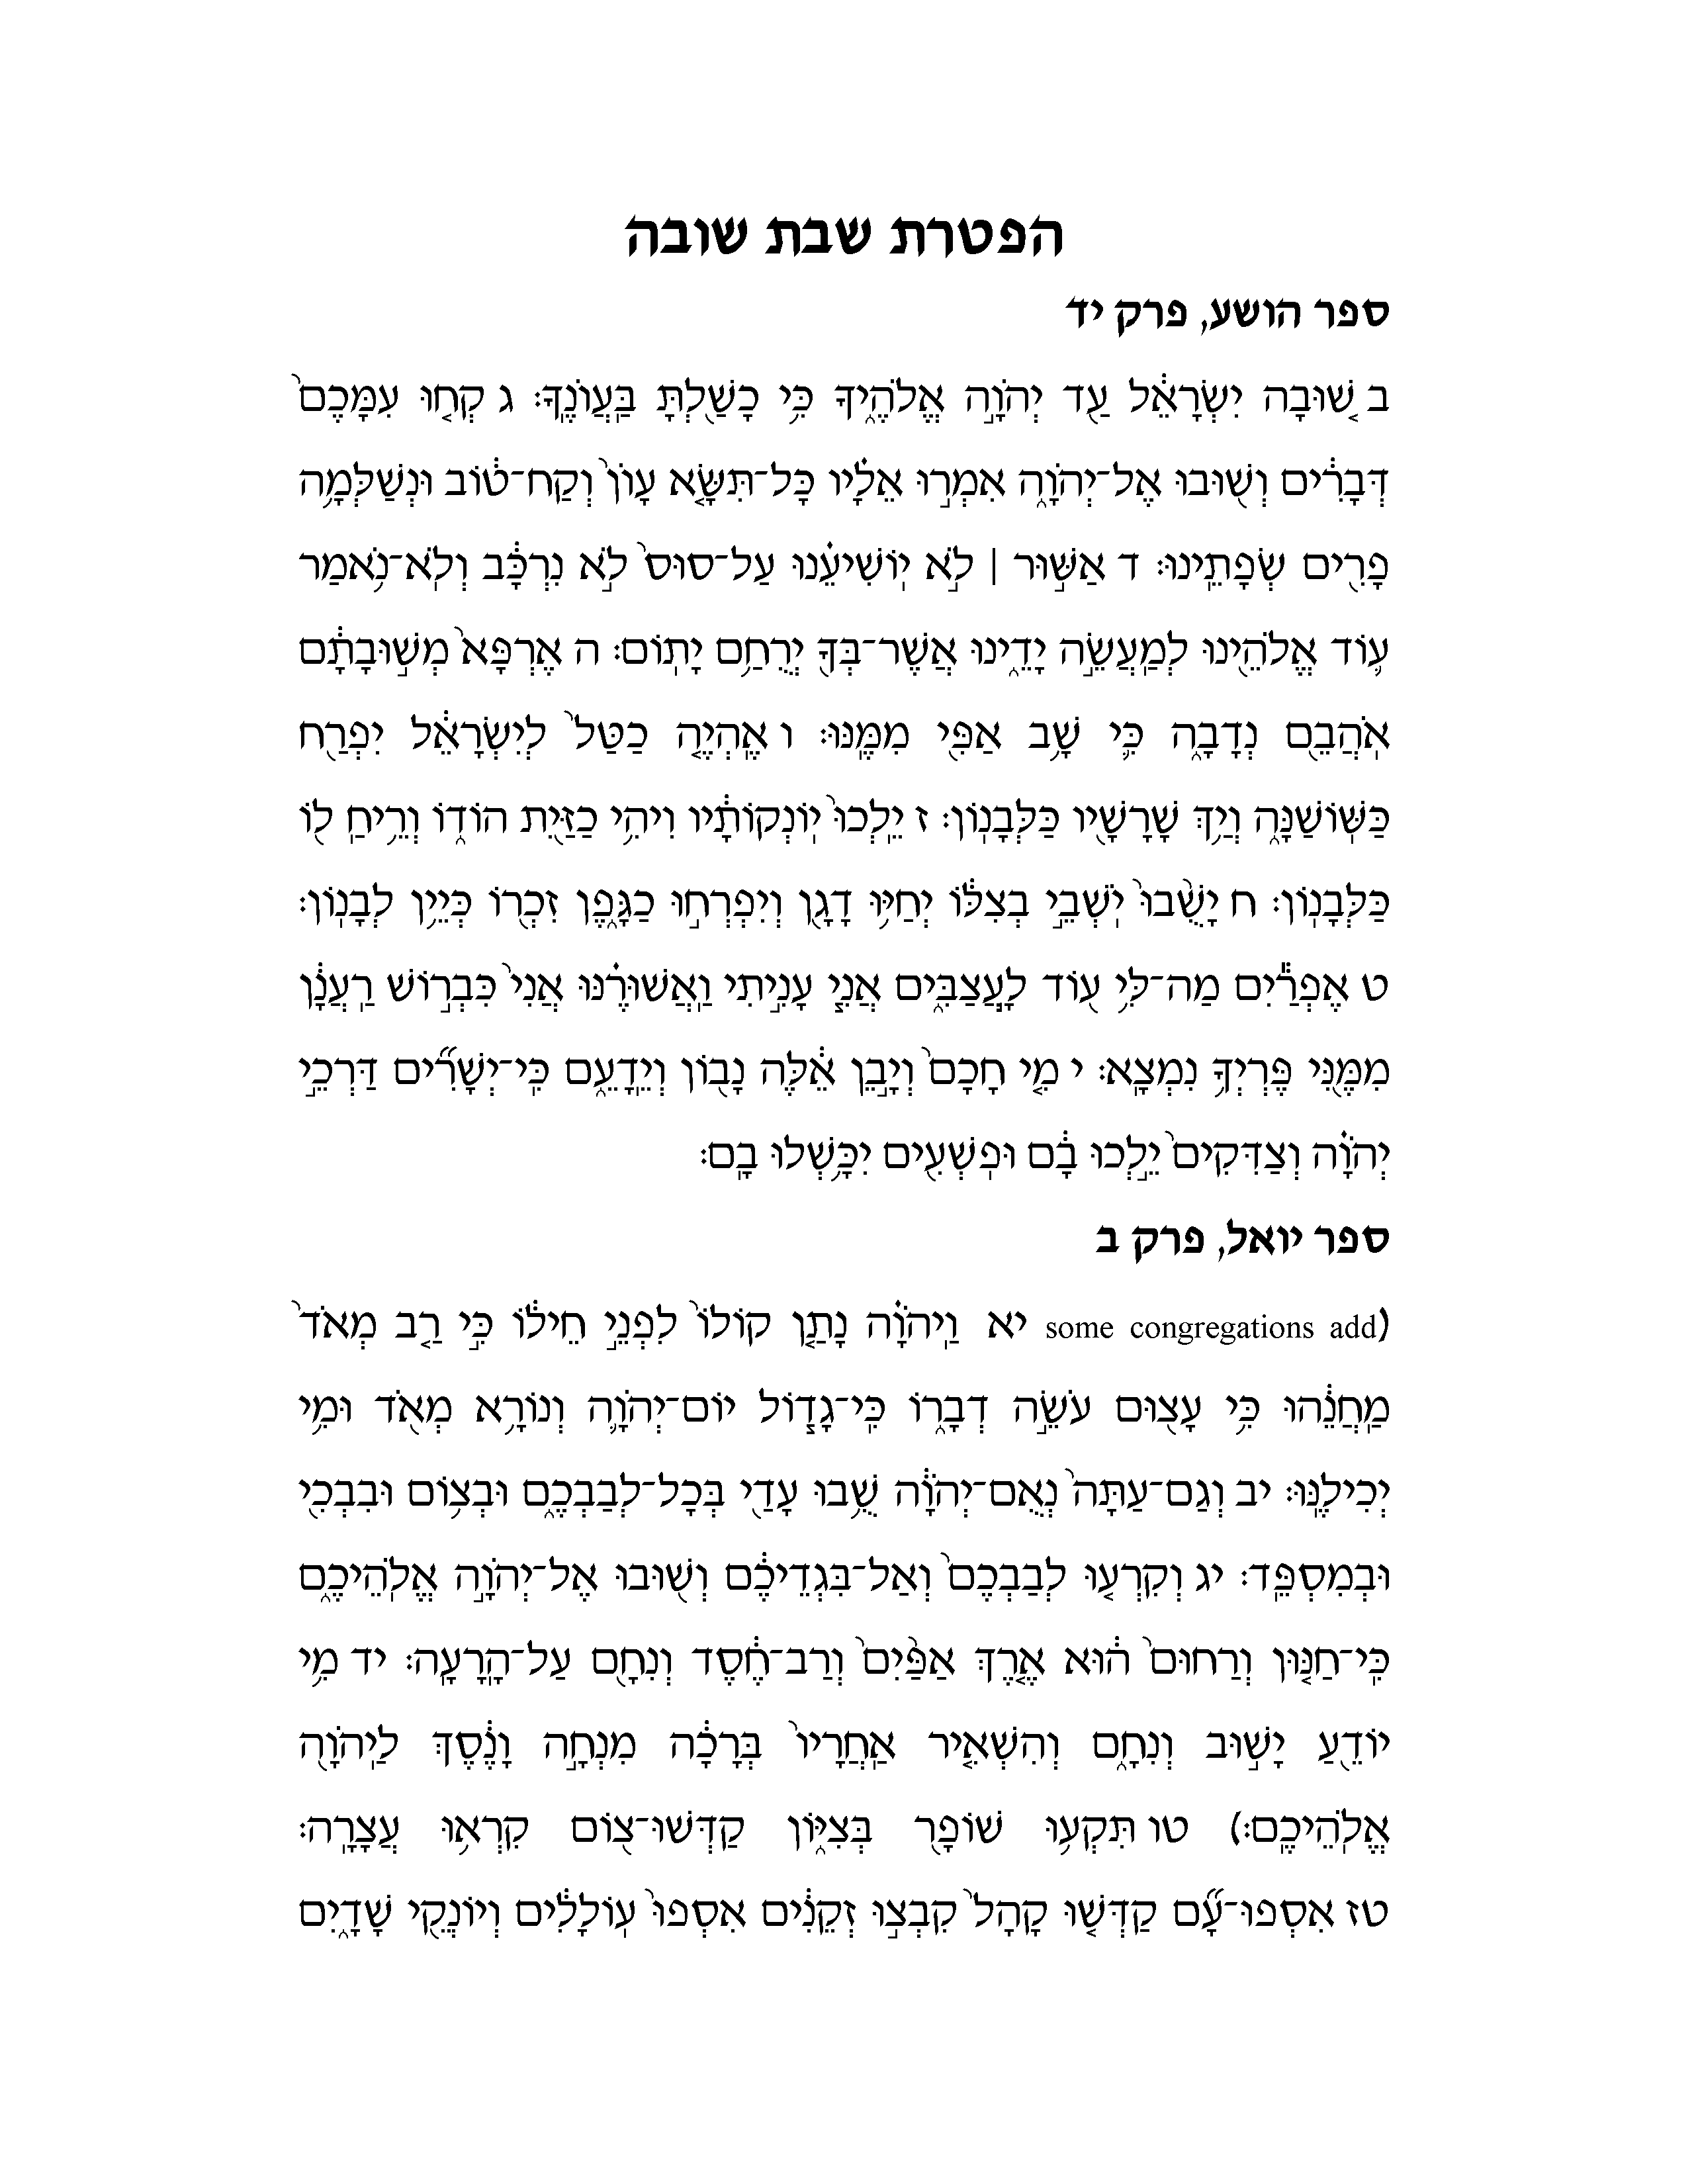 הפטרת שבת שובה
ספר הושע, פרק יד
ב שׁ֚וּבָה יִשְׂרָאֵ֔ל עַ֖ד יְהֹוָ֣ה אֱלֹהֶ֑יךָ כִּ֥י כָשַׁ֖לְתָּ בַּֽעֲוֹנֶֽךָ׃ ג קְח֤וּ עִמָּכֶם֙
דְּבָרִ֔ים וְשׁ֖וּבוּ אֶל־יְהֹוָ֑ה אִמְר֣וּ אֵלָ֗יו כָּל־תִּשָּׂ֤א עָוֹן֙ וְקַח־ט֔וֹב וּנְשַׁלְּמָ֥ה
פָרִ֖ים שְׂפָתֵֽינוּ׃ ד אַשּׁ֣וּר | לֹ֣א יֽוֹשִׁיעֵ֗נוּ עַל־סוּס֙ לֹ֣א נִרְכָּ֔ב וְלֹֽא־נֹ֥אמַר
ע֛וֹד אֱלֹהֵ֖ינוּ לְמַֽעֲשֵׂ֣ה יָדֵ֑ינוּ אֲשֶׁר־בְּךָ֖ יְרֻחַ֥ם יָתֽוֹם׃ ה אֶרְפָּא֙ מְשׁ֣וּבָתָ֔ם
אֹֽהֲבֵ֖ם נְדָבָ֑ה כִּ֛י שָׁ֥ב אַפִּ֖י מִמֶּֽנּוּ׃ ו אֶֽהְיֶ֤ה כַטַּל֙ לְיִשְׂרָאֵ֔ל יִפְרַ֖ח
כַּשּֽׁוֹשַׁנָּ֑ה וְיַ֥ךְ שָׁרָשָׁ֖יו כַּלְּבָנֽוֹן׃ ז יֵֽלְכוּ֙ יֽוֹנְקוֹתָ֔יו וִיהִ֥י כַזַּ֖יִת הוֹד֑וֹ וְרֵ֥יחַֽ ל֖וֹ
כַּלְּבָנֽוֹן׃ ח יָשֻׁ֙בוּ֙ יֹֽשְׁבֵ֣י בְצִלּ֔וֹ יְחַיּ֥וּ דָגָ֖ן וְיִפְרְח֣וּ כַגָּ֑פֶן זִכְר֖וֹ כְּיֵ֥ין לְבָנֽוֹן׃
ט אֶפְרַ֕יִם מַה־לִּ֥י ע֖וֹד לָֽעֲצַבִּ֑ים אֲנִ֧י עָנִ֣יתִי וַֽאֲשׁוּרֶ֗נּוּ אֲנִי֙ כִּבְר֣וֹשׁ רַֽעֲנָ֔ן
מִמֶּ֖נִּי פֶּרְיְךָ֥ נִמְצָֽא׃ י מִ֤י חָכָם֙ וְיָ֣בֵֽן אֵ֔לֶּה נָב֖וֹן וְיֵֽדָעֵ֑ם כִּֽי־יְשָׁרִ֞ים דַּרְכֵ֣י
יְהֹוָ֗ה וְצַדִּקִים֙ יֵ֣לְכוּ בָ֔ם וּפֹֽשְׁעִ֖ים יִכָּ֥שְׁלוּ בָֽם׃
ספר יואל, פרק ב
(some congregations add יא וַֽיהֹוָ֗ה נָתַ֤ן קוֹלוֹ֙ לִפְנֵ֣י חֵיל֔וֹ כִּ֣י רַ֤ב מְאֹד֙
מַֽחֲנֵ֔הוּ כִּ֥י עָצ֖וּם עֹשֵׂ֣ה דְבָר֑וֹ כִּֽי־גָד֧וֹל יוֹם־יְהֹוָ֛ה וְנוֹרָ֥א מְאֹ֖ד וּמִ֥י
יְכִילֶֽנּוּ׃ יב וְגַם־עַתָּה֙ נְאֻם־יְהֹוָ֔ה שֻׁ֥בוּ עָדַ֖י בְּכָל־לְבַבְכֶ֑ם וּבְצ֥וֹם וּבִבְכִ֖י
וּבְמִסְפֵּֽד׃ יג וְקִרְע֤וּ לְבַבְכֶם֙ וְאַל־בִּגְדֵיכֶ֔ם וְשׁ֖וּבוּ אֶל־יְהֹוָ֣ה אֱלֹֽהֵיכֶ֑ם
כִּֽי־חַנּ֤וּן וְרַחוּם֙ ה֔וּא אֶ֤רֶךְ אַפַּ֙יִם֙ וְרַב־חֶ֔סֶד וְנִחָ֖ם עַל־הָֽרָעָֽה׃ יד מִ֥י
יוֹדֵ֖עַ יָשׁ֣וּב וְנִחָ֑ם וְהִשְׁאִ֤יר אַֽחֲרָיו֙ בְּרָכָ֔ה מִנְחָ֣ה וָנֶ֔סֶךְ לַֽיהֹוָ֖ה
אֱלֹֽהֵיכֶֽם׃) טו תִּקְע֥וּ שׁוֹפָ֖ר בְּצִיּ֑וֹן קַדְּשׁוּ־צ֖וֹם קִרְא֥וּ עֲצָרָֽה׃
טז אִסְפוּ־עָ֞ם קַדְּשׁ֤וּ קָהָל֙ קִבְצ֣וּ זְקֵנִ֔ים אִסְפוּ֙ עֽוֹלָלִ֔ים וְיוֹנְקֵ֖י שָׁדָ֑יִם